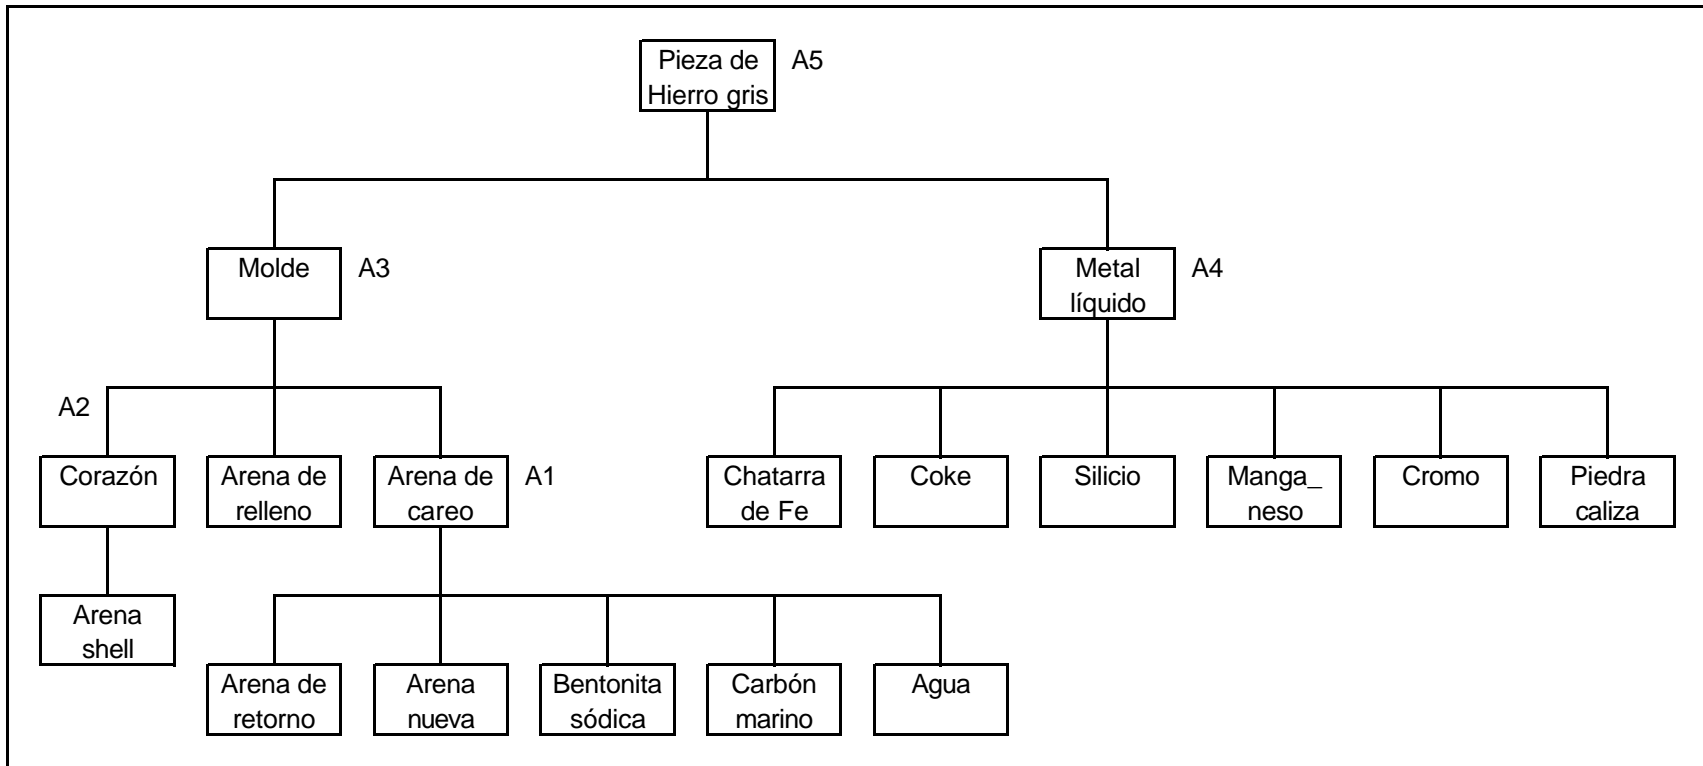 Pieza de
Hierro gris
A5
Molde
A3
Metal
líquido
A4
A2
Corazón
Arena de
relleno
Arena de
careo
A1
Chatarra
de Fe
Coke
Silicio
Manga_
neso
Cromo
Piedra
caliza
Arena
shell
Arena de
retorno
Arena
nueva
Bentonita
sódica
Carbón
marino
Agua